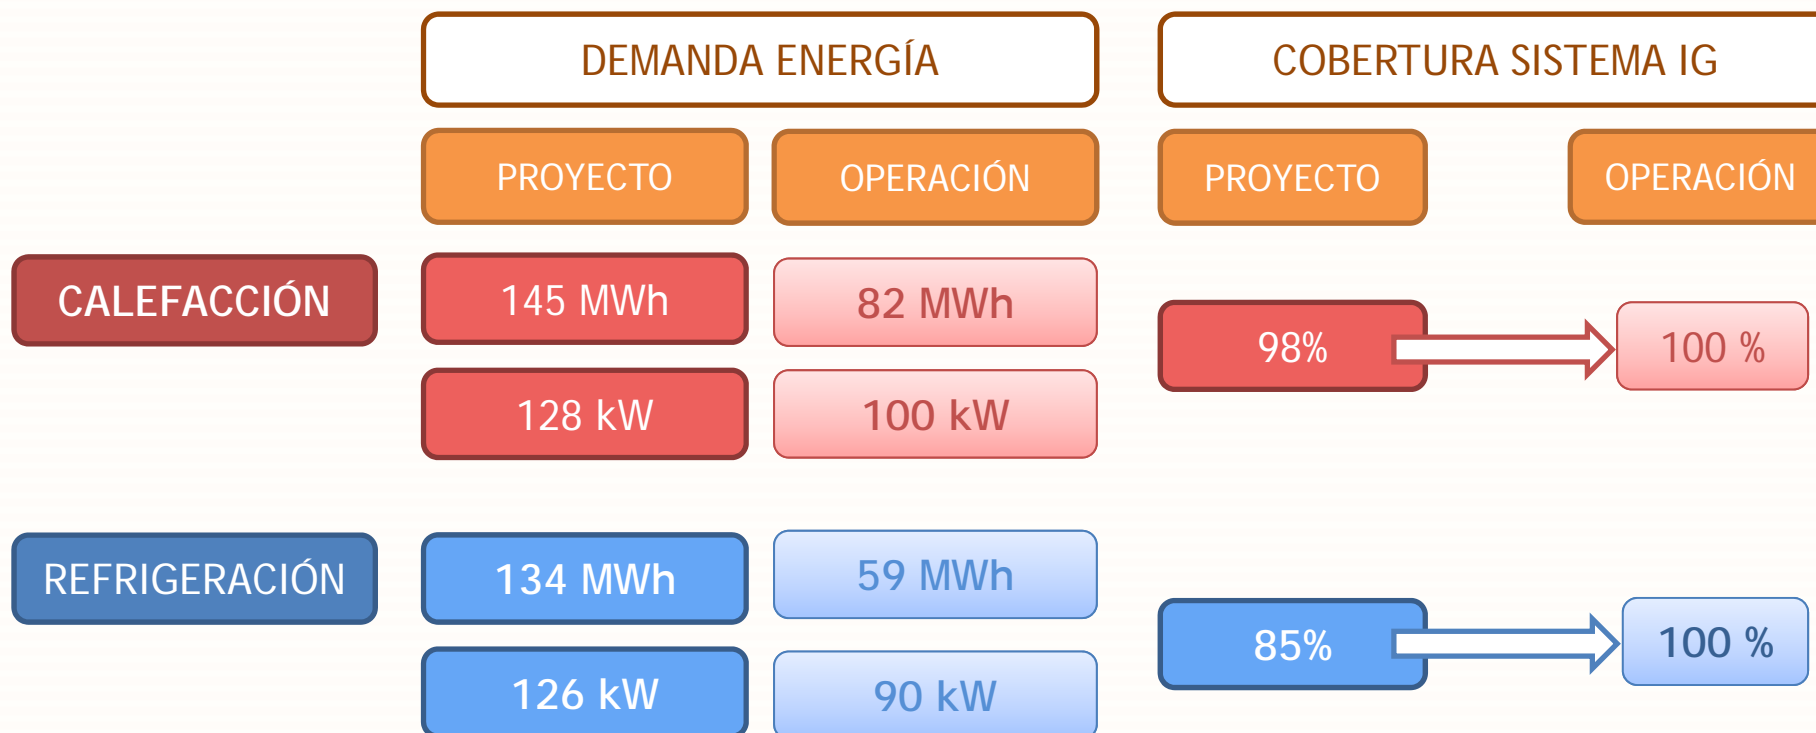 DEMANDA ENERGÍA
COBERTURA SISTEMA IG
PROYECTO
OPERACIÓN
PROYECTO
OPERACIÓN
CALEFACCIÓN
145 MWh
82 MWh
98%
100 %
128 kW
100 kW
REFRIGERACIÓN
134 MWh
59 MWh
85%
100 %
126 kW
90 kW